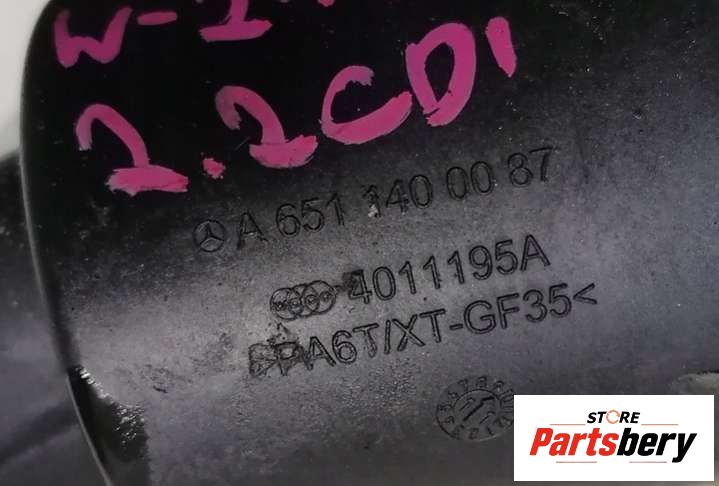 2.2CDI
A 651 140 00 87
4011195A
>PA6T/XT-GF35<
STORE
Partsbery